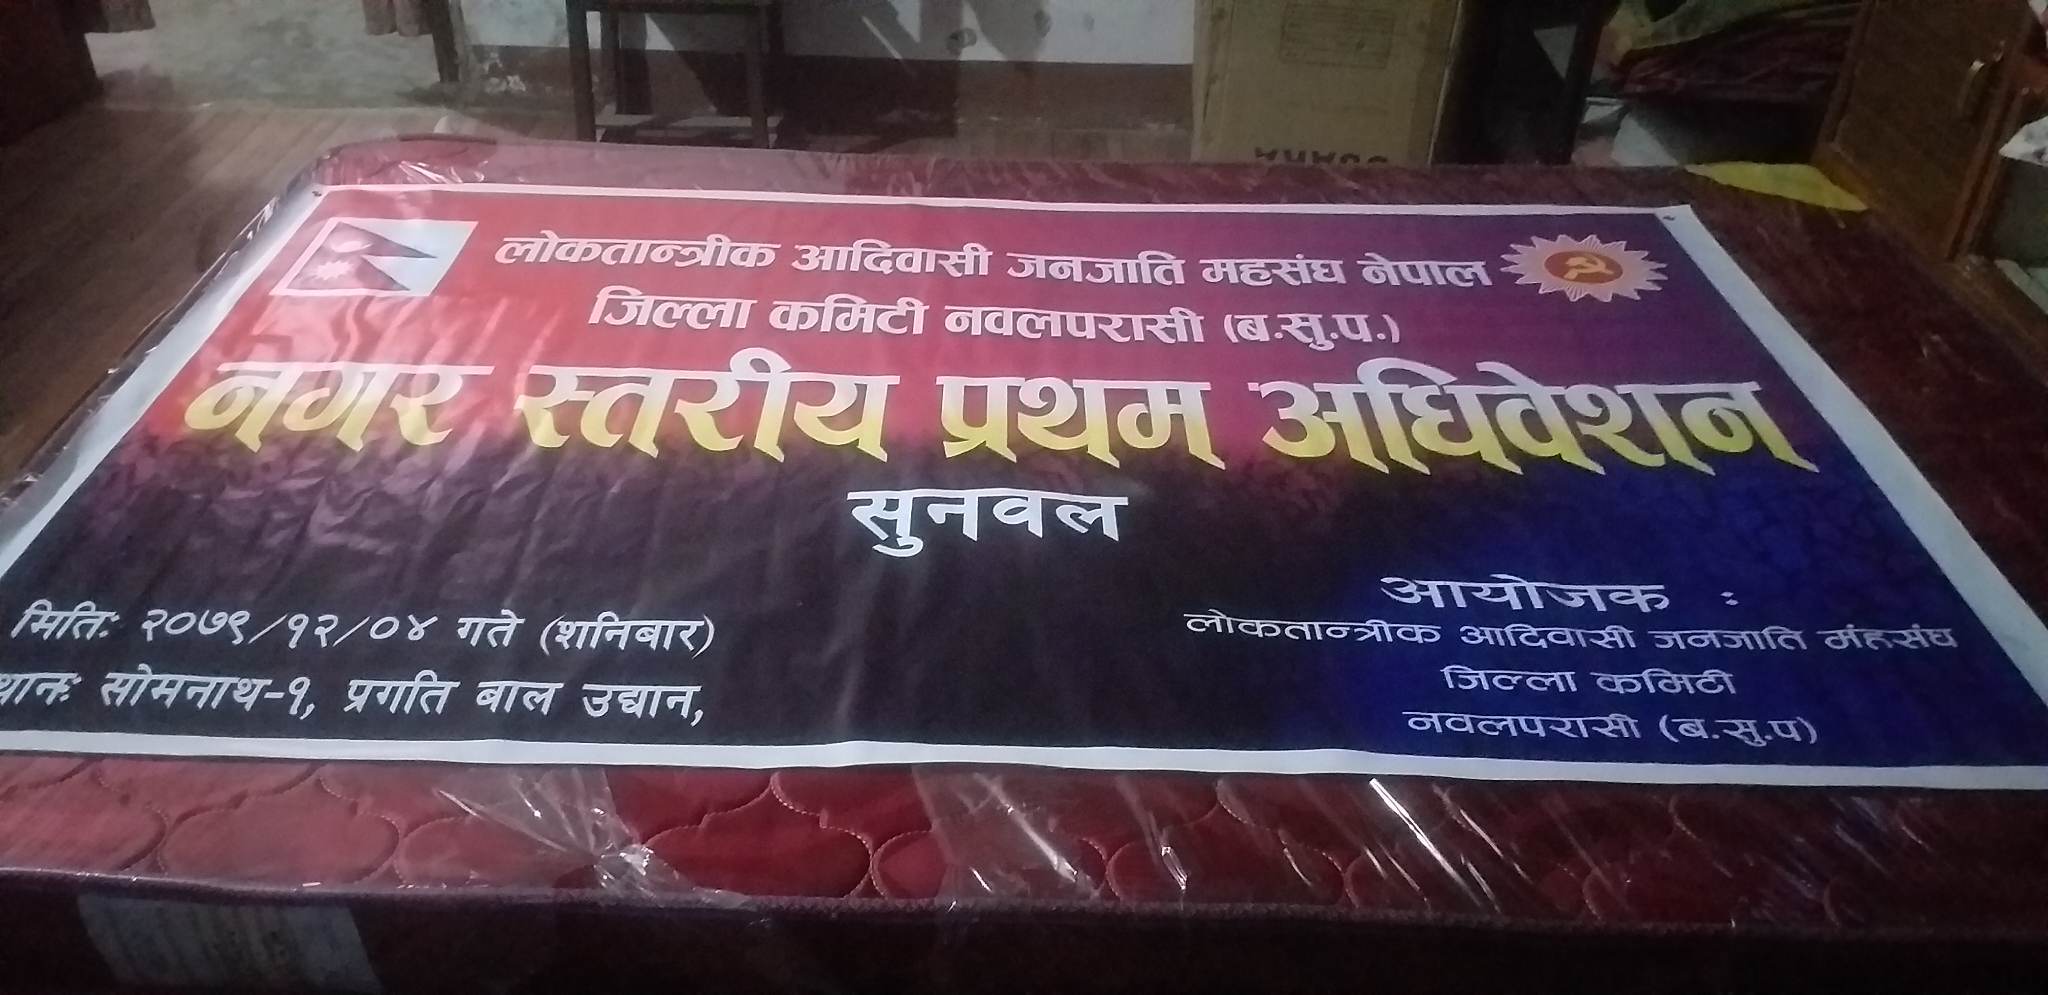 लोकतान्त्रीक आदिवासी जनजाति महसंघ नेपाल
जिल्ला कमिटी नवलपरासी (ब.सु.प.)
नगर स्तरीय प्रथम अधिवेशन
सुनवल
मिति: २०७९/१२/०४ गते (शनिबार)
थान: सोमनाथ-१, प्रगति बाल उद्यान,
आयोजक :
लोकतान्त्रीक आदिवासी जनजाति मंहसंघ
जिल्ला कमिटी
नवलपरासी (ब.सु.प)